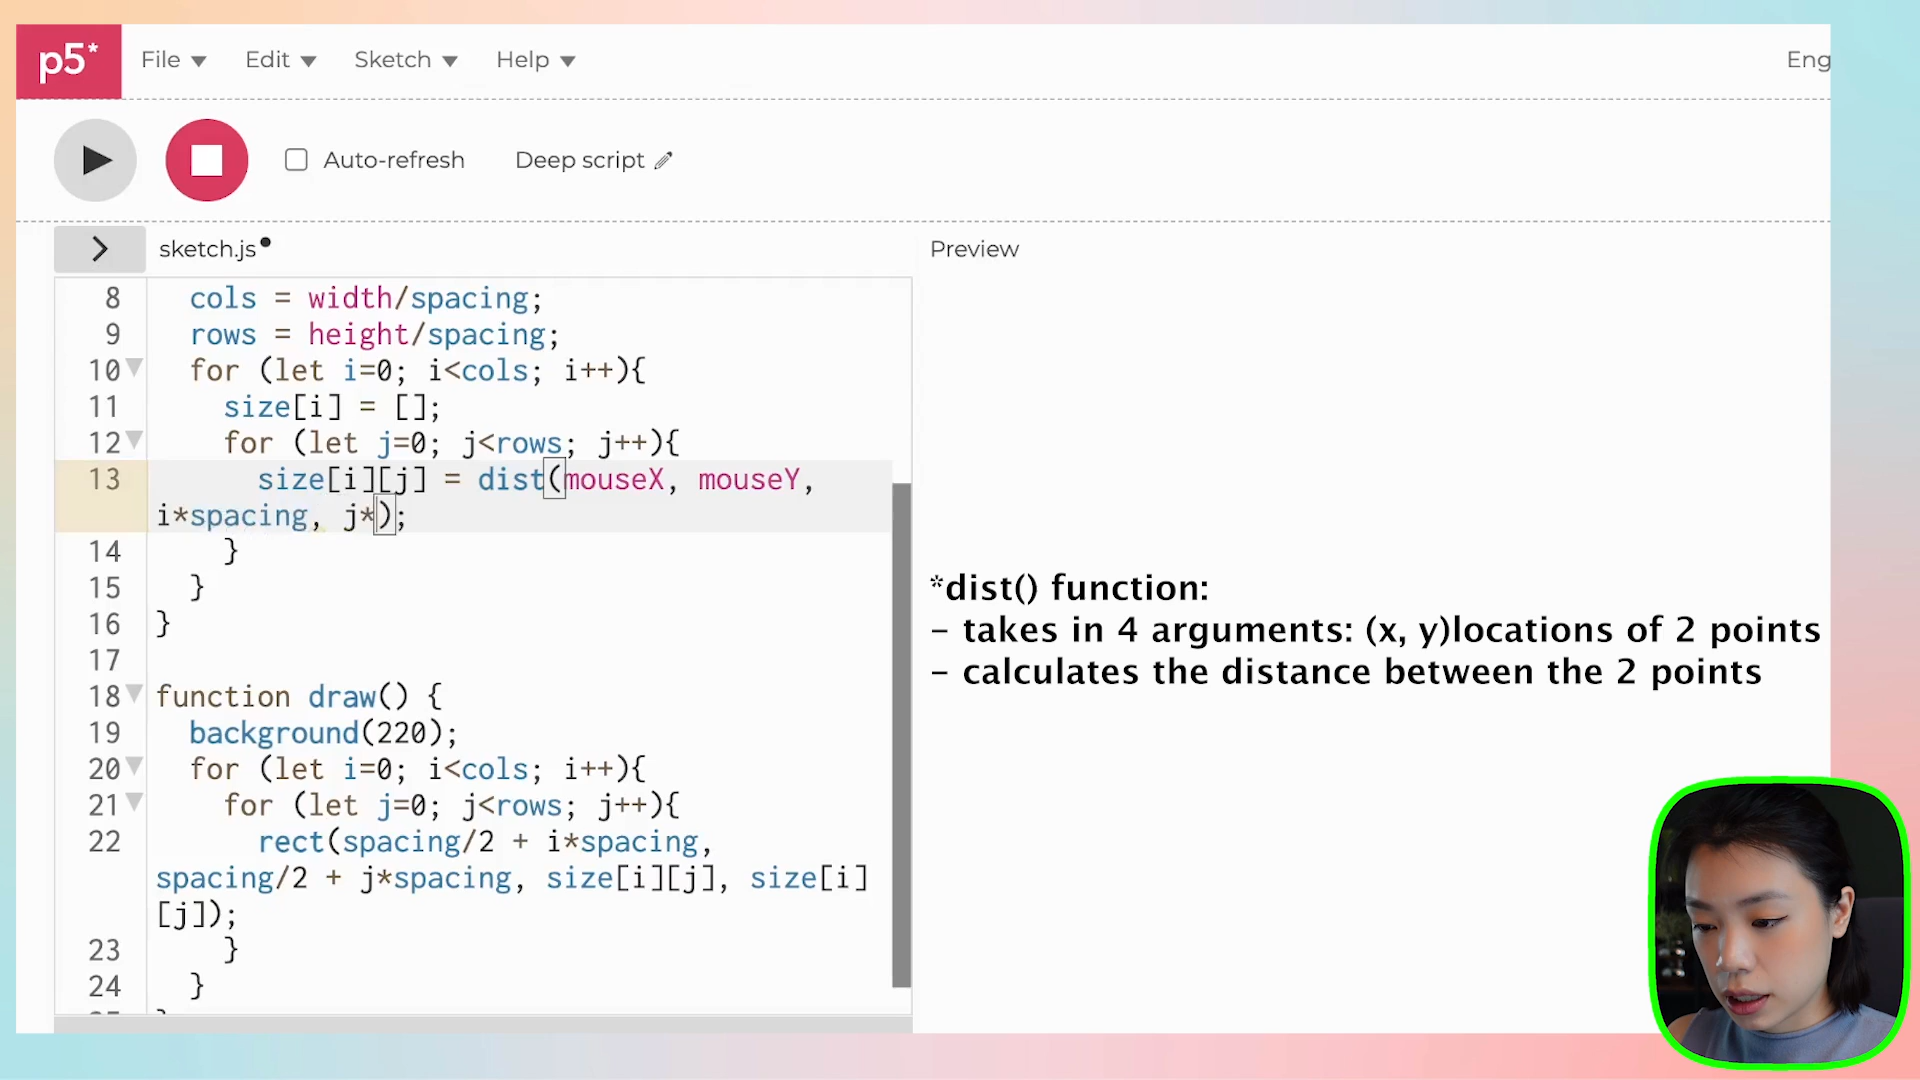 p5* File Edit Sketch Help Eng
Auto-refresh Deep script
sketch.js Preview
8 cols = width/spacing;
9 rows = height/spacing;
10 for (let i=0; i<cols; i++){
11 size[i] = [];
12 for (let j=0; j<rows; j++){
13 size[i][j] = dist(mouseX, mouseY,
i*spacing, j*);
14 }
15 }
16 }
17
18 function draw() {
19 background(220);
20 for (let i=0; i<cols; i++){
21 for (let j=0; j<rows; j++){
22 rect(spacing/2 + i*spacing,
spacing/2 + j*spacing, size[i][j], size[i]
[j]);
23 }
24 }
*dist() function:
- takes in 4 arguments: (x, y)locations of 2 points
- calculates the distance between the 2 points